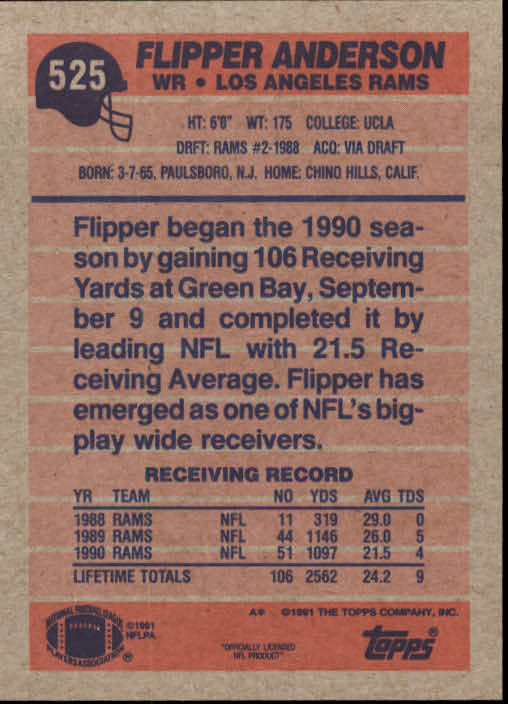 525
FLIPPER ANDERSON
WR • LOS ANGELES RAMS
HT: 6'0" WT: 175 COLLEGE: UCLA
DRFT: RAMS #2-1988 ACQ: VIA DRAFT
BORN: 3-7-65, PAULSBORO, N.J. HOME: CHINO HILLS, CALIF.
Flipper began the 1990 sea-
son by gaining 106 Receiving
Yards at Green Bay, Septem-
ber 9 and completed it by
leading NFL with 21.5 Re-
ceiving Average. Flipper has
emerged as one of NFL's big-
play wide receivers.
RECEIVING RECORD
YR TEAM NO YDS AVG TDS
1988 RAMS NFL 11 319 29.0 0
1989 RAMS NFL 44 1146 26.0 5
1990 RAMS NFL 51 1097 21.5 4
LIFETIME TOTALS 106 2562 24.2 9
A* ©1991 THE TOPPS COMPANY, INC.
NATIONAL FOOTBALL LEAGUE
PLAYERS ASSOCIATION ®
©1991
NFLPA
"OFFICIALLY LICENSED
NFL PRODUCT"
topps®